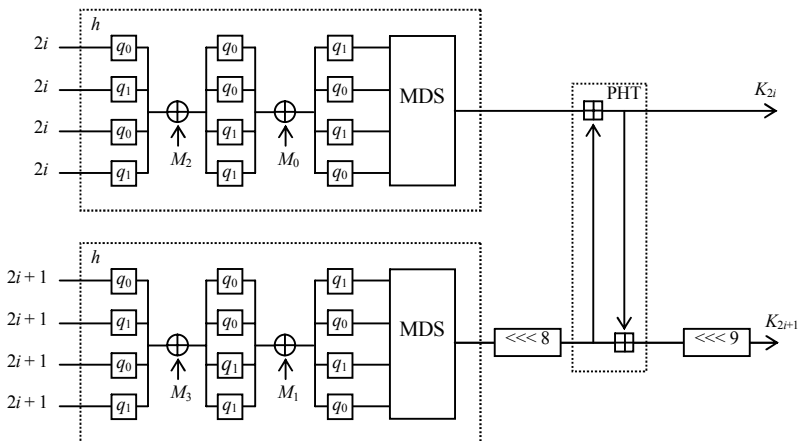 h
2i q₀ q₀ q₁
2i q₁ q₀ q₀
MDS
2i q₀ q₁ q₁
2i q₁ M₂ q₁ M₀ q₀
PHT
K₂ᵢ
h
2i + 1 q₀ q₀ q₁
2i + 1 q₁ q₀ q₀
MDS <<< 8 <<< 9 K₂ᵢ₊₁
2i + 1 q₀ q₁ q₁
2i + 1 q₁ M₃ q₁ M₁ q₀